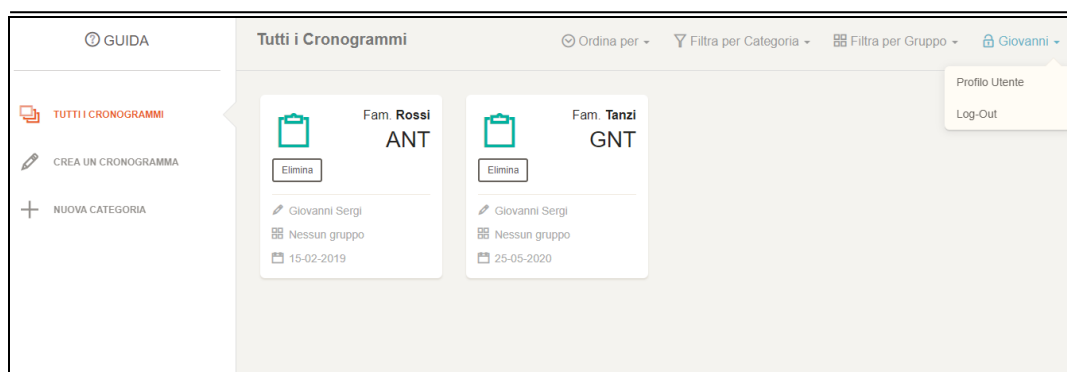 GUIDA
TUTTI I CRONOGRAMMI
CREA UN CRONOGRAMMA
NUOVA CATEGORIA
Tutti i Cronogrammi
Ordina per
Filtra per Categoria
Filtra per Gruppo
Giovanni
Profilo Utente
Log-Out
Fam. Rossi
ANT
Elimina
Giovanni Sergi
Nessun gruppo
15-02-2019
Fam. Tanzi
GNT
Elimina
Giovanni Sergi
Nessun gruppo
25-05-2020